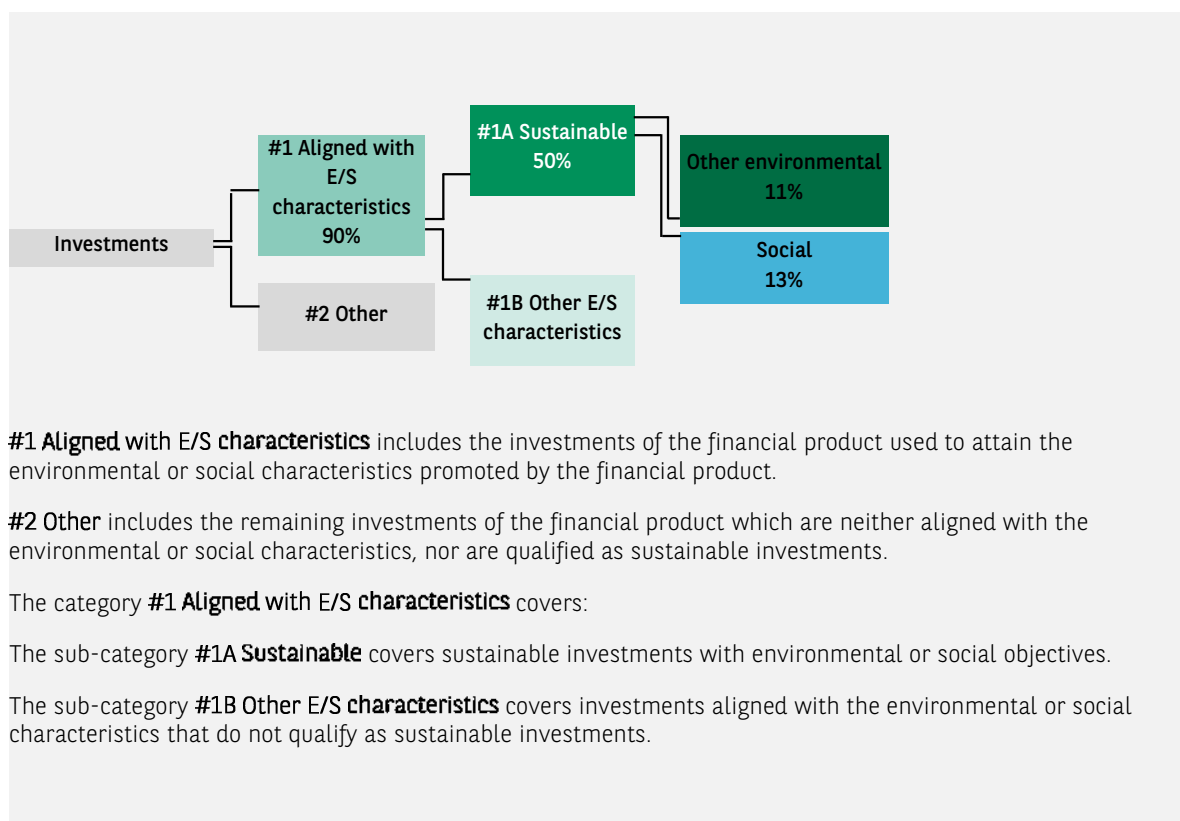 #1A Sustainable
50%
#1 Aligned with
E/S
characteristics
90%
Other environmental
11%
Investments
Social
13%
#2 Other
#1B Other E/S
characteristics
#1 Aligned with E/S characteristics includes the investments of the financial product used to attain the
environmental or social characteristics promoted by the financial product.
#2 Other includes the remaining investments of the financial product which are neither aligned with the
environmental or social characteristics, nor are qualified as sustainable investments.
The category #1 Aligned with E/S characteristics covers:
The sub-category #1A Sustainable covers sustainable investments with environmental or social objectives.
The sub-category #1B Other E/S characteristics covers investments aligned with the environmental or social
characteristics that do not qualify as sustainable investments.